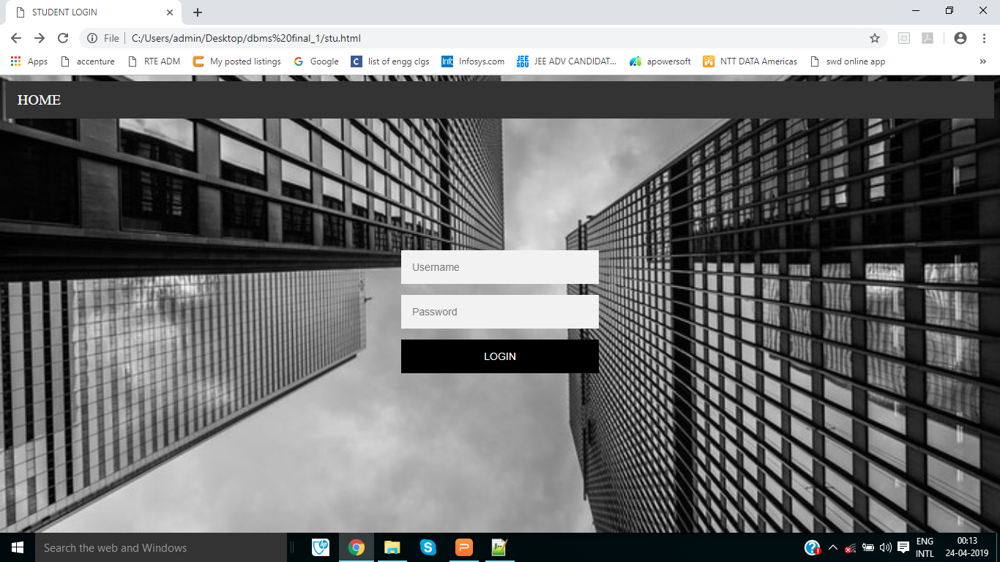 STUDENT LOGIN
File C:/Users/admin/Desktop/dbms%20final_1/stu.html
Apps accenture RTE ADM My posted listings Google C list of engg clgs Info Infosys.com JEE JEE ADV CANDIDAT... apowersoft NTT DATA Americas swd online app »
HOME
Username
Password
LOGIN
Search the web and Windows
ENG
INTL
00:13
24-04-2019